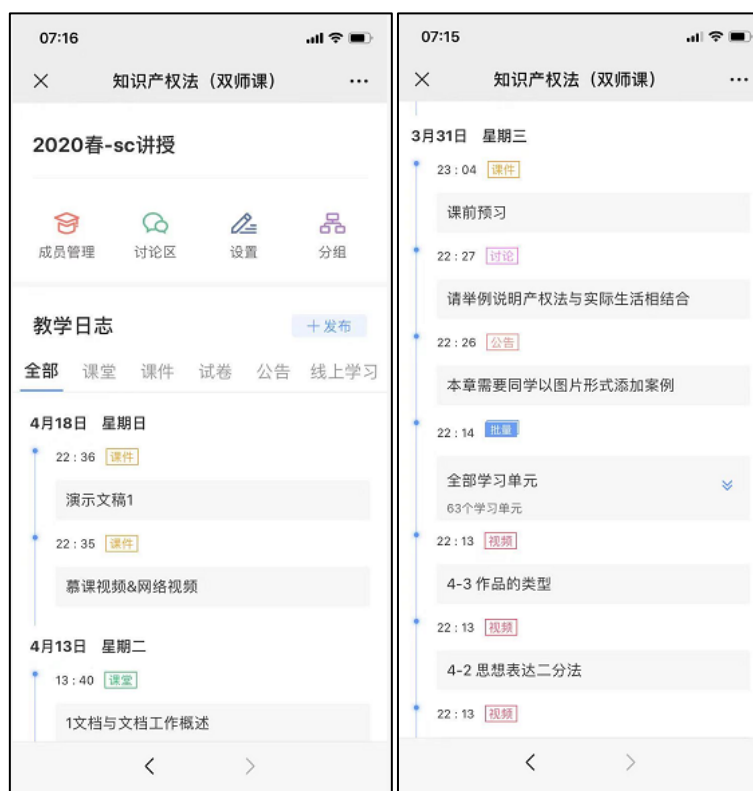 07:16
知识产权法（双师课）
2020春-sc讲授
成员管理 讨论区 设置 分组
教学日志
+发布
全部 课堂 课件 试卷 公告 线上学习
4月18日 星期日
22:36 课件
演示文稿1
22:35 课件
慕课视频&网络视频
4月13日 星期二
13:40 课堂
1文档与文档工作概述
07:15
知识产权法（双师课）
3月31日 星期三
23:04 课件
课前预习
22:27 讨论
请举例说明产权法与实际生活相结合
22:26 公告
本章需要同学以图片形式添加案例
22:14 批量
全部学习单元
63个学习单元
22:13 视频
4-3 作品的类型
22:13 视频
4-2 思想表达二分法
22:13 视频